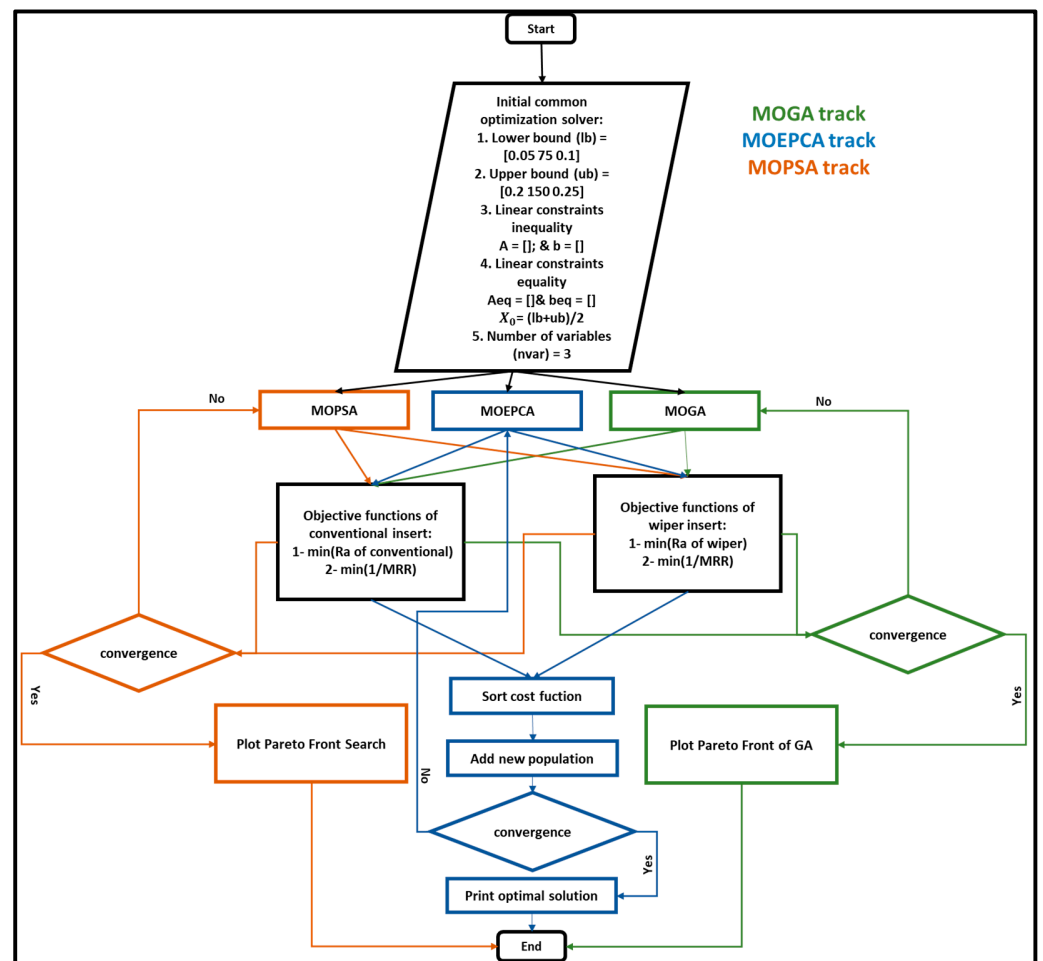 Start
Initial common
optimization solver:
1. Lower bound (lb) =
[0.05 75 0.1]
2. Upper bound (ub) =
[0.2 150 0.25]
3. Linear constraints
inequality
A = []; & b = []
4. Linear constraints
equality
Aeq = []& beq = []
X₀= (lb+ub)/2
5. Number of variables
(nvar) = 3
MOGA track
MOEPCA track
MOPSA track
No
MOPSA
MOEPCA
MOGA
No
Objective functions of
conventional insert:
1- min(Ra of conventional)
2- min(1/MRR)
Objective functions of
wiper insert:
1- min(Ra of wiper)
2- min(1/MRR)
convergence
convergence
Yes
Yes
Sort cost fuction
Plot Pareto Front Search
Plot Pareto Front of GA
Add new population
No
convergence
Yes
Print optimal solution
End